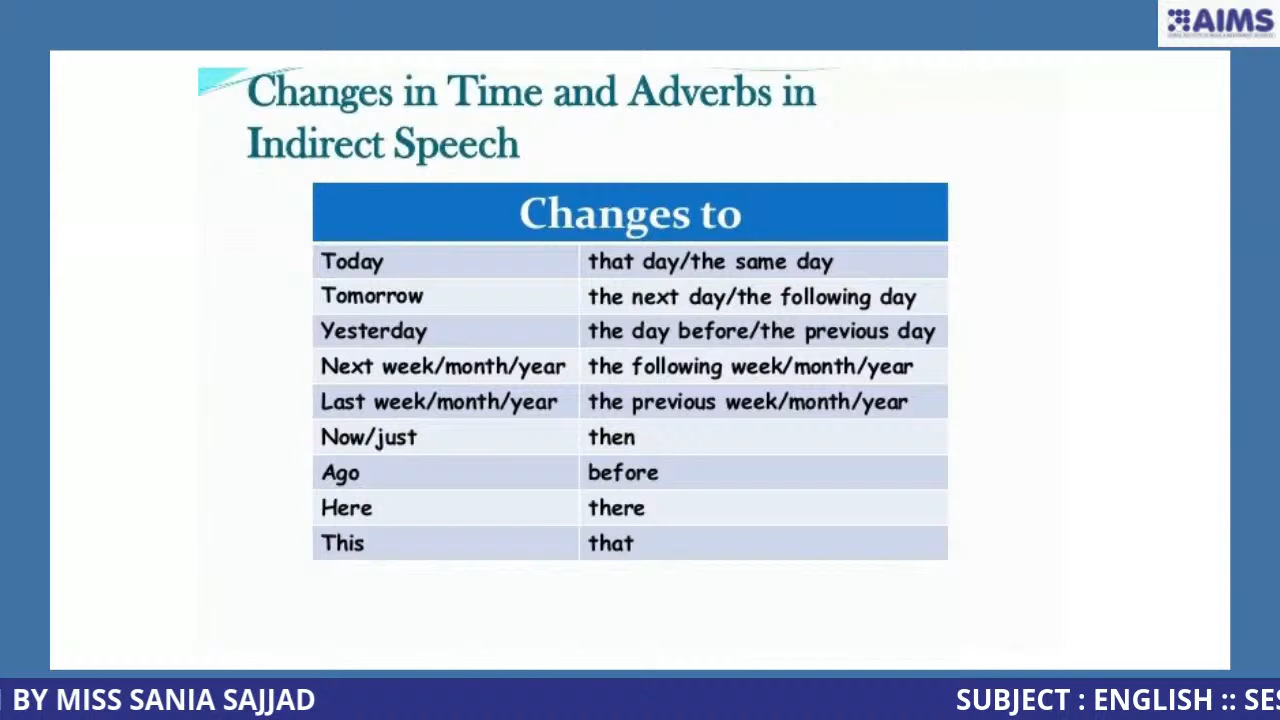 AIMS
Changes in Time and Adverbs in
Indirect Speech
Changes to
Today that day/the same day
Tomorrow the next day/the following day
Yesterday the day before/the previous day
Next week/month/year the following week/month/year
Last week/month/year the previous week/month/year
Now/just then
Ago before
Here there
This that
BY MISS SANIA SAJJAD SUBJECT : ENGLISH :: SES